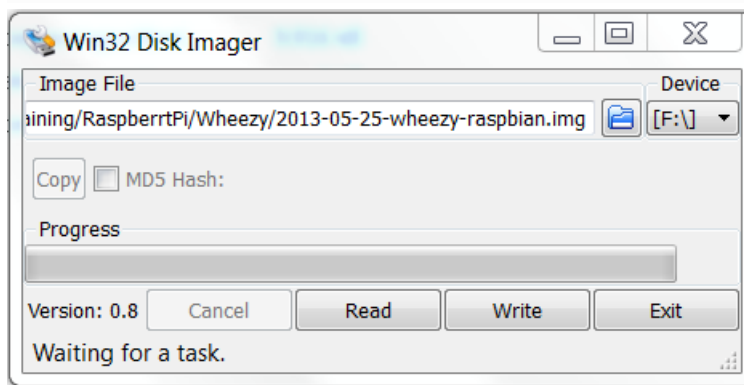 Win32 Disk Imager
Image File
Device
aining/RaspberrtPi/Wheezy/2013-05-25-wheezy-raspbian.img
[F:\]
Copy
MD5 Hash:
Progress
Version: 0.8
Cancel
Read
Write
Exit
Waiting for a task.